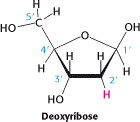 H
5′ C H
HO
O OH
4′ 1′
H H H H
3′ 2′
HO H
Deoxyribose